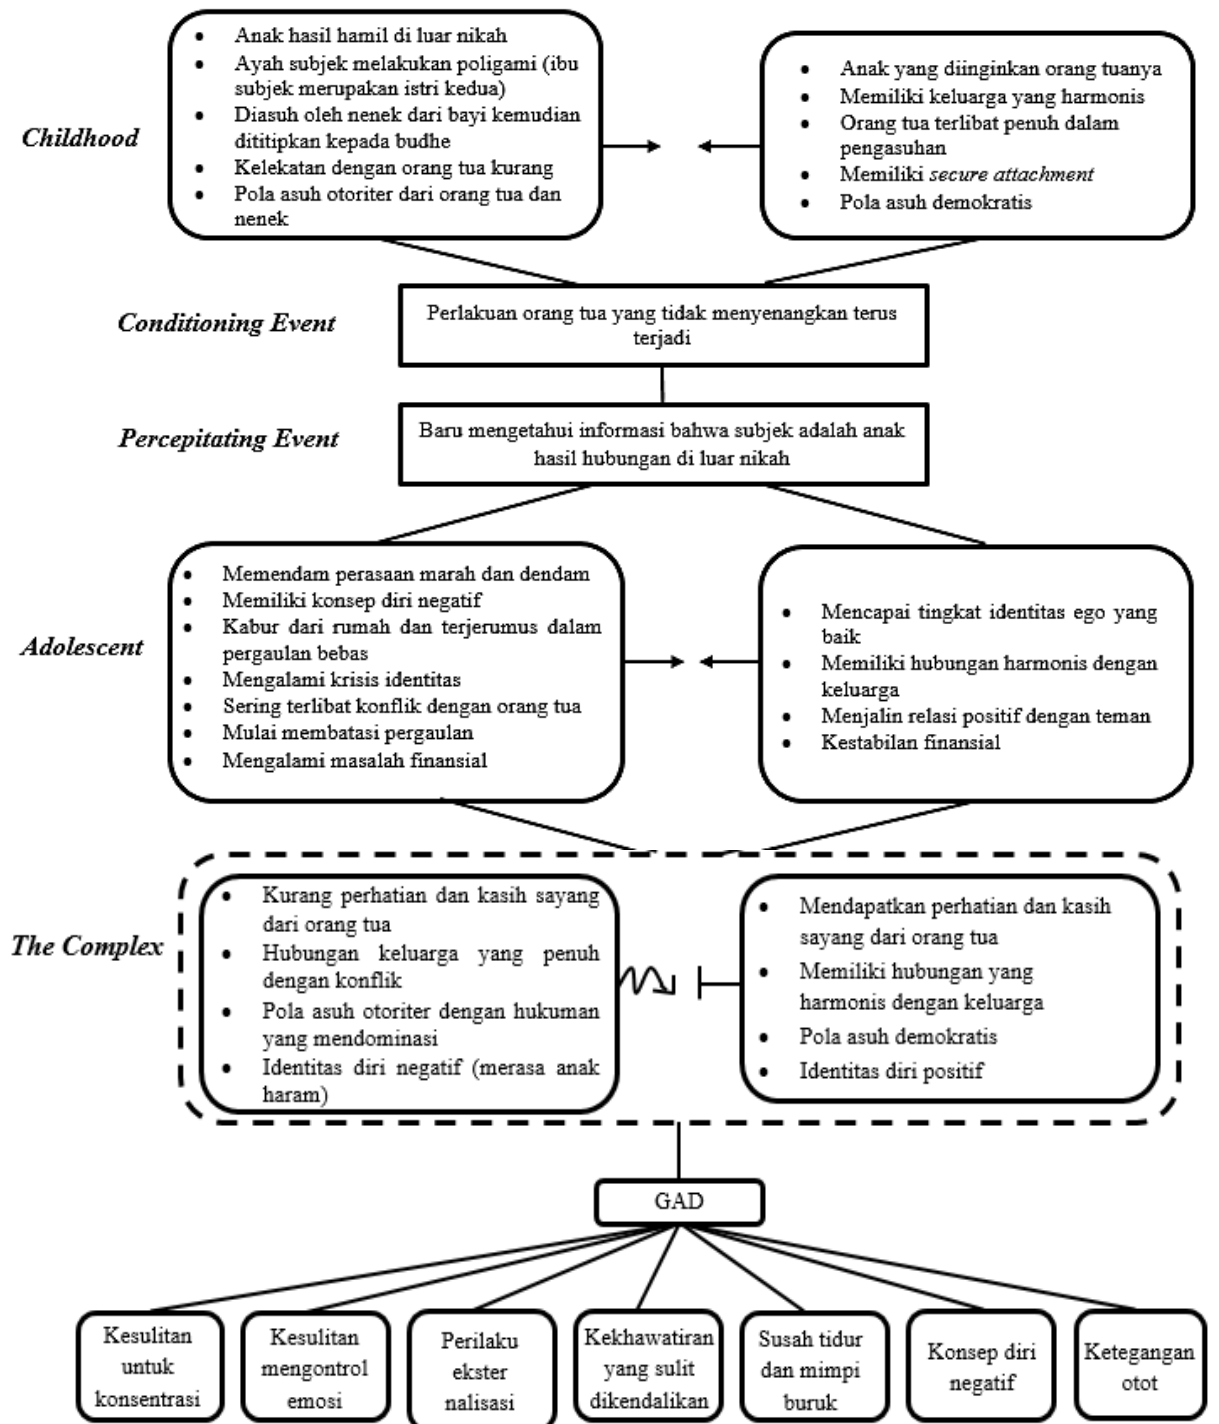 Childhood
• Anak hasil hamil di luar nikah
• Ayah subjek melakukan poligami (ibu
subjek merupakan istri kedua)
• Diasuh oleh nenek dari bayi kemudian
dititipkan kepada budhe
• Kelekatan dengan orang tua kurang
• Pola asuh otoriter dari orang tua dan
nenek
• Anak yang diinginkan orang tuanya
• Memiliki keluarga yang harmonis
• Orang tua terlibat penuh dalam
pengasuhan
• Memiliki secure attachment
• Pola asuh demokratis
Conditioning Event
Perlakuan orang tua yang tidak menyenangkan terus
terjadi
Percepitating Event
Baru mengetahui informasi bahwa subjek adalah anak
hasil hubungan di luar nikah
Adolescent
• Memendam perasaan marah dan dendam
• Memiliki konsep diri negatif
• Kabur dari rumah dan terjerumus dalam
pergaulan bebas
• Mengalami krisis identitas
• Sering terlibat konflik dengan orang tua
• Mulai membatasi pergaulan
• Mengalami masalah finansial
• Mencapai tingkat identitas ego yang
baik
• Memiliki hubungan harmonis dengan
keluarga
• Menjalin relasi positif dengan teman
• Kestabilan finansial
The Complex
• Kurang perhatian dan kasih sayang
dari orang tua
• Hubungan keluarga yang penuh
dengan konflik
• Pola asuh otoriter dengan hukuman
yang mendominasi
• Identitas diri negatif (merasa anak
haram)
• Mendapatkan perhatian dan kasih
sayang dari orang tua
• Memiliki hubungan yang
harmonis dengan keluarga
• Pola asuh demokratis
• Identitas diri positif
GAD
Kesulitan
untuk
konsentrasi
Kesulitan
mengontrol
emosi
Perilaku
ekster
nalisasi
Kekhawatiran
yang sulit
dikendalikan
Susah tidur
dan mimpi
buruk
Konsep diri
negatif
Ketegangan
otot